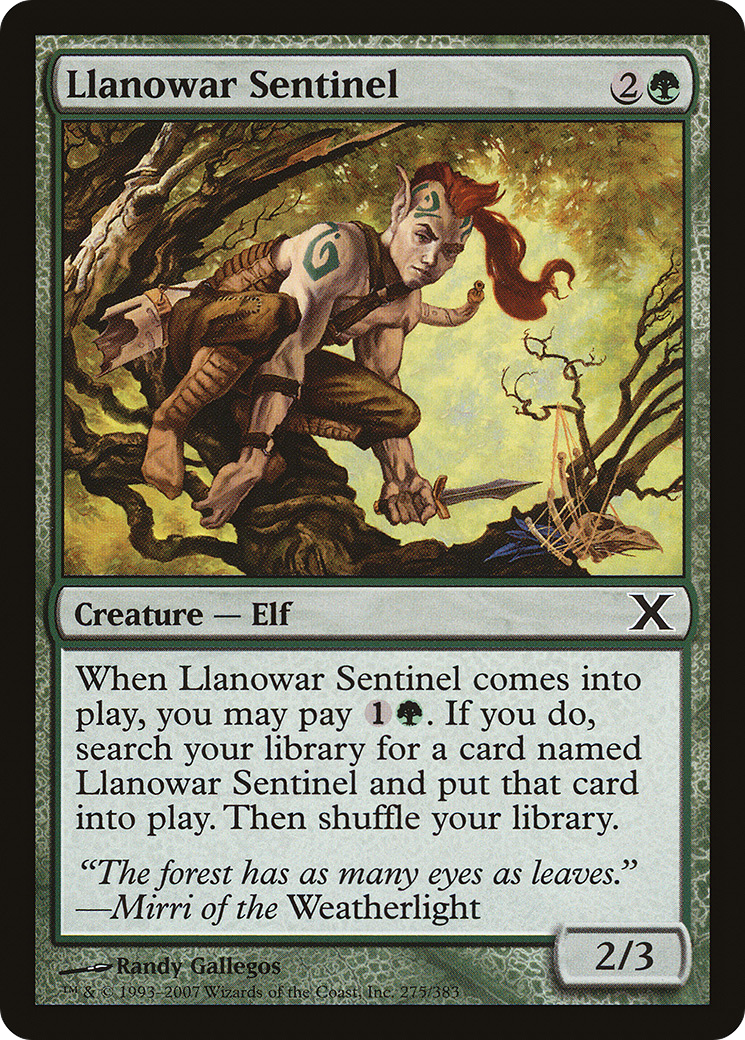 Llanowar Sentinel 2
Creature — Elf X
When Llanowar Sentinel comes into
play, you may pay 1 . If you do,
search your library for a card named
Llanowar Sentinel and put that card
into play. Then shuffle your library.
“The forest has as many eyes as leaves.”
—Mirri of the Weatherlight
2/3
Randy Gallegos
™ & © 1993–2007 Wizards of the Coast, Inc. 275/383